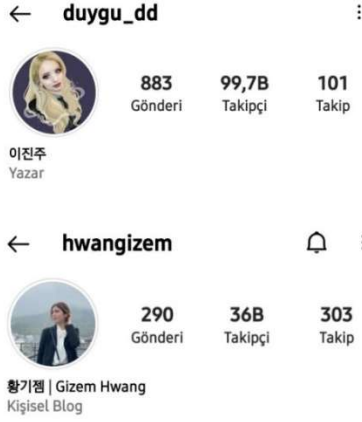 duygu_dd
883 99,7B 101
Gönderi Takipçi Takip
이진주
Yazar
hwangizem
290 36B 303
Gönderi Takipçi Takip
황기젬 | Gizem Hwang
Kişisel Blog